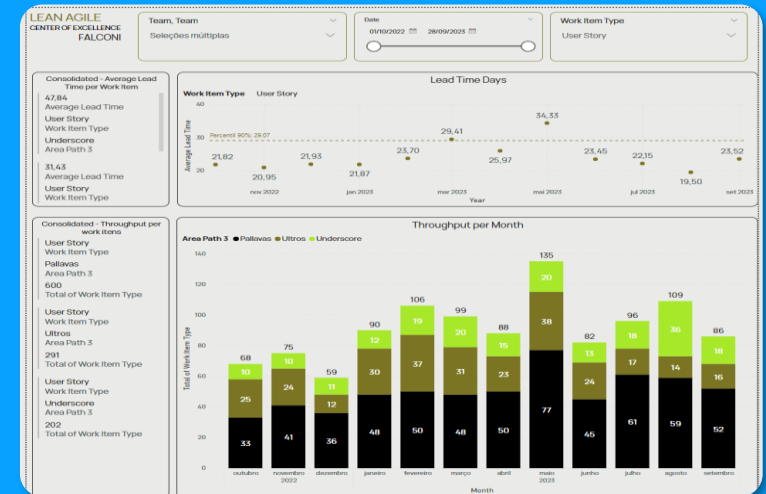 LEAN AGILE
CENTER OF EXCELLENCE
FALCONI
Team, Team
Seleções múltiplas
Date
01/10/2022 28/09/2023
Work Item Type
User Story
Consolidated - Average Lead
Time per Work Item
47,84
Average Lead Time
User Story
Work Item Type
Underscore
Area Path 3
31,43
Average Lead Time
User Story
Work Item Type
Lead Time Days
Work Item Type User Story
Average Lead Time
40
30
20
Percentil 90%: 29.07
21,82
20,95
21,93
21,87
23,70
29,41
25,97
34,33
23,45
22,15
19,50
23,52
nov 2022 jan 2023 mar 2023 mai 2023 jul 2023 set 2023
Year
Consolidated - Throughput per
work itens
User Story
Work Item Type
Pallavas
Area Path 3
600
Total of Work Item Type
User Story
Work Item Type
Ultros
Area Path 3
291
Total of Work Item Type
User Story
Work Item Type
Underscore
Area Path 3
202
Total of Work Item Type
Throughput per Month
Area Path 3 Pallavas Ultros Underscore
Total of Work Item Type
140
120
100
80
60
40
20
0
68 75 59 90 106 99 88 135 82 96 109 86
10 10 11 12 19 20 15 20 13 18 36 18
25 24 12 30 37 31 23 38 24 17 14 16
33 41 36 48 50 48 50 77 45 61 59 52
outubro novembro dezembro janeiro fevereiro março abril maio junho julho agosto setembro
2022 2023
Month